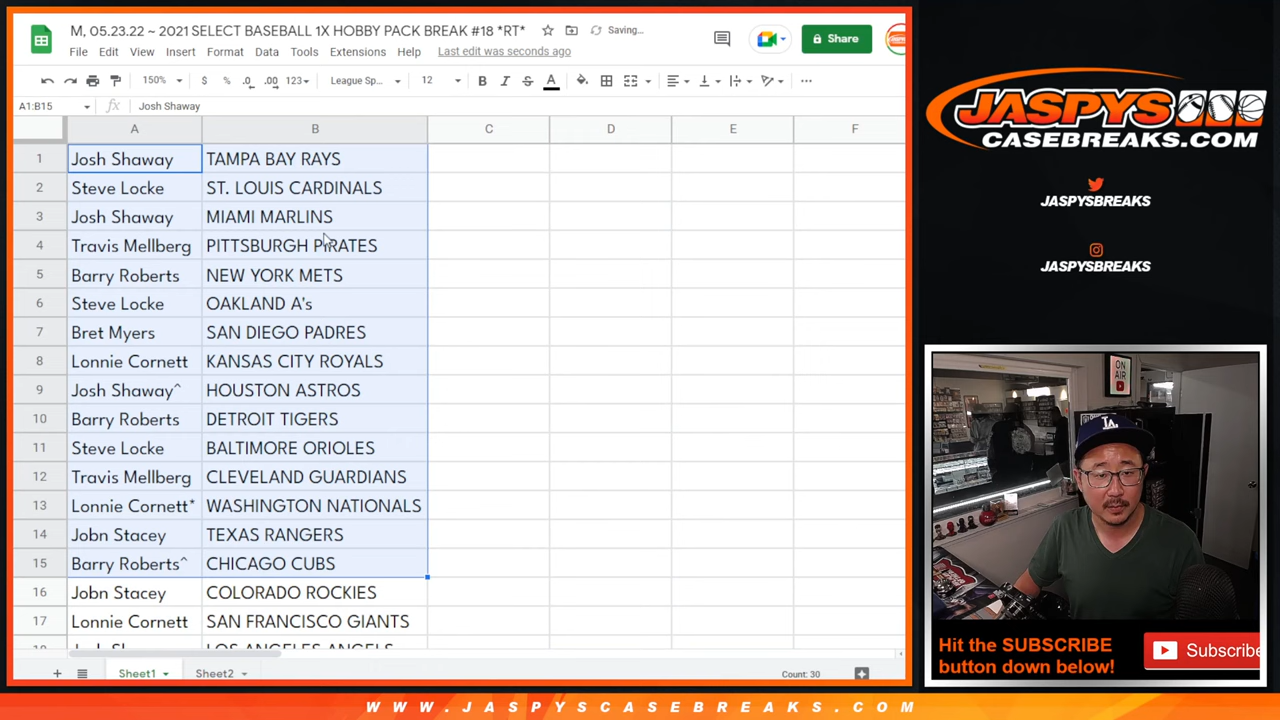 M, 05.23.22 ~ 2021 SELECT BASEBALL 1X HOBBY PACK BREAK #18 *RT*
Saving...
File Edit View Insert Format Data Tools Extensions Help Last edit was seconds ago
Share
150% $ % .0 .00 123 League Sp... 12 B I S A
A1:B15 fx Josh Shaway
A B C D E F
1 Josh Shaway TAMPA BAY RAYS
2 Steve Locke ST. LOUIS CARDINALS
3 Josh Shaway MIAMI MARLINS
4 Travis Mellberg PITTSBURGH PIRATES
5 Barry Roberts NEW YORK METS
6 Steve Locke OAKLAND A's
7 Bret Myers SAN DIEGO PADRES
8 Lonnie Cornett KANSAS CITY ROYALS
9 Josh Shaway^ HOUSTON ASTROS
10 Barry Roberts DETROIT TIGERS
11 Steve Locke BALTIMORE ORIOLES
12 Travis Mellberg CLEVELAND GUARDIANS
13 Lonnie Cornett* WASHINGTON NATIONALS
14 Jobn Stacey TEXAS RANGERS
15 Barry Roberts^ CHICAGO CUBS
16 Jobn Stacey COLORADO ROCKIES
17 Lonnie Cornett SAN FRANCISCO GIANTS
LOS ANGELES ANGELS
Sheet1 Sheet2 Count: 30
JASPYS
CASEBREAKS.COM
JASPYSBREAKS
JASPYSBREAKS
ON
AIR
LA
Hit the SUBSCRIBE
button down below!
Subscribe
WWW.JASPYSCASEBREAKS.COM